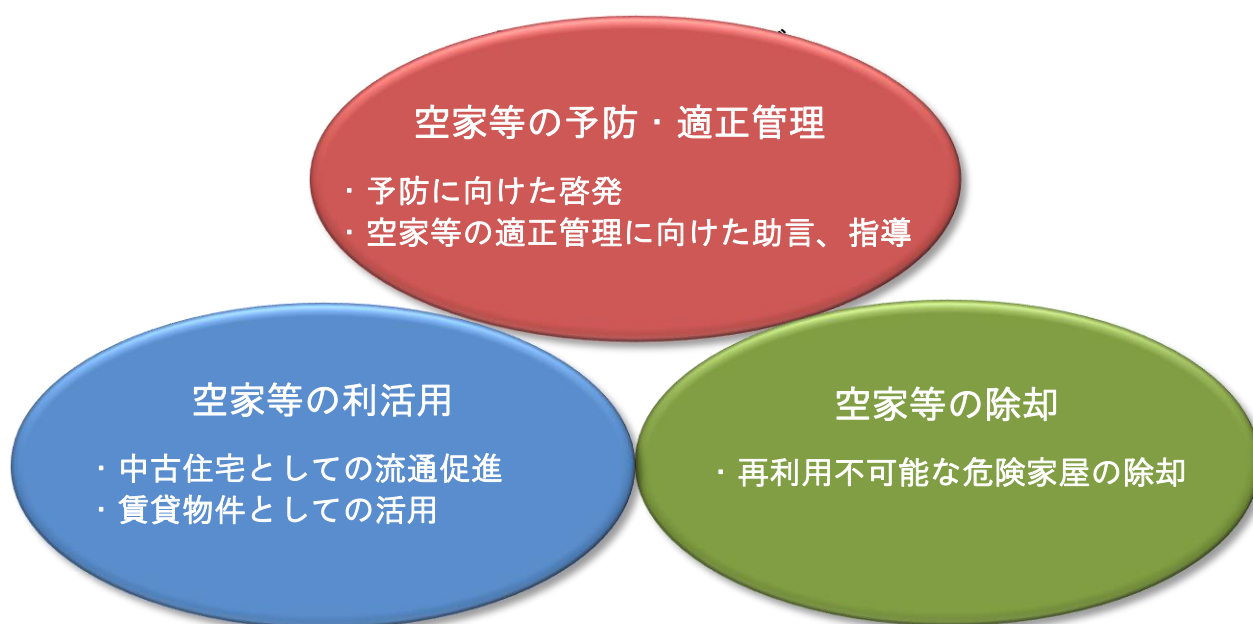 空家等の予防・適正管理
・予防に向けた啓発
・空家等の適正管理に向けた助言、指導
空家等の利活用
・中古住宅としての流通促進
・賃貸物件としての活用
空家等の除却
・再利用不可能な危険家屋の除却